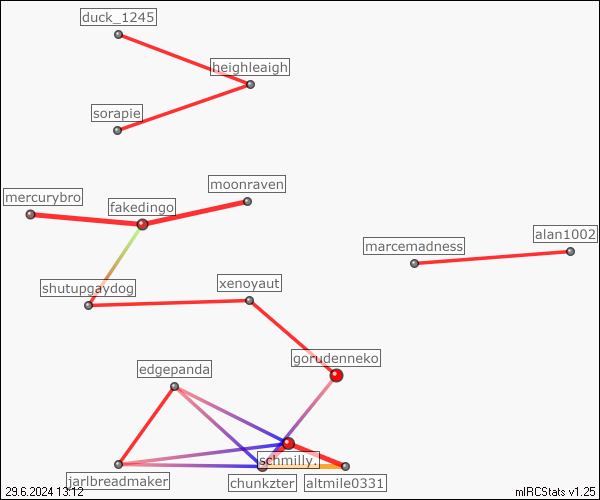 duck_1245
heighleaigh
sorapie
moonraven
mercurybro
fakedingo
alan1002
marcemadness
shutupgaydog
xenoyaut
gorudenneko
edgepanda
schmilly.
jarlbreadmaker
chunkzter
altmile0331
29.6.2024 13:12
mIRCStats v1.25